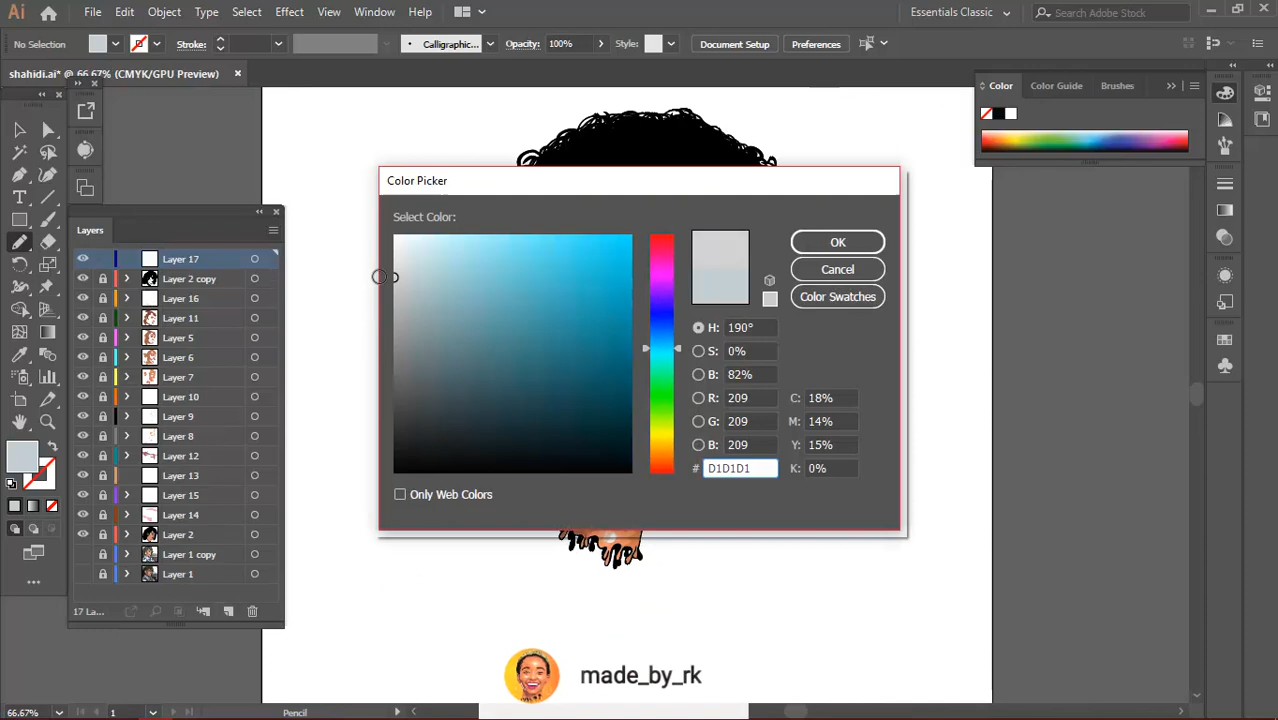 Ai File Edit Object Type Select Effect View Window Help Essentials Classic Search Adobe Stock
No Selection Stroke: Calligraphic... Opacity: 100% Style: Document Setup Preferences
shahidi.ai* @ 66.67% (CMYK/GPU Preview)
Color Color Guide Brushes
Color Picker
Select Color:
OK
Cancel
Color Swatches
H: 190°
S: 0%
B: 82%
R: 209 C: 18%
G: 209 M: 14%
B: 209 Y: 15%
# D1D1D1 K: 0%
Only Web Colors
Layers
Layer 17
Layer 2 copy
Layer 16
Layer 11
Layer 5
Layer 6
Layer 7
Layer 10
Layer 9
Layer 8
Layer 12
Layer 13
Layer 15
Layer 14
Layer 2
Layer 1 copy
Layer 1
17 La...
made_by_rk
66.67% 1 Pencil